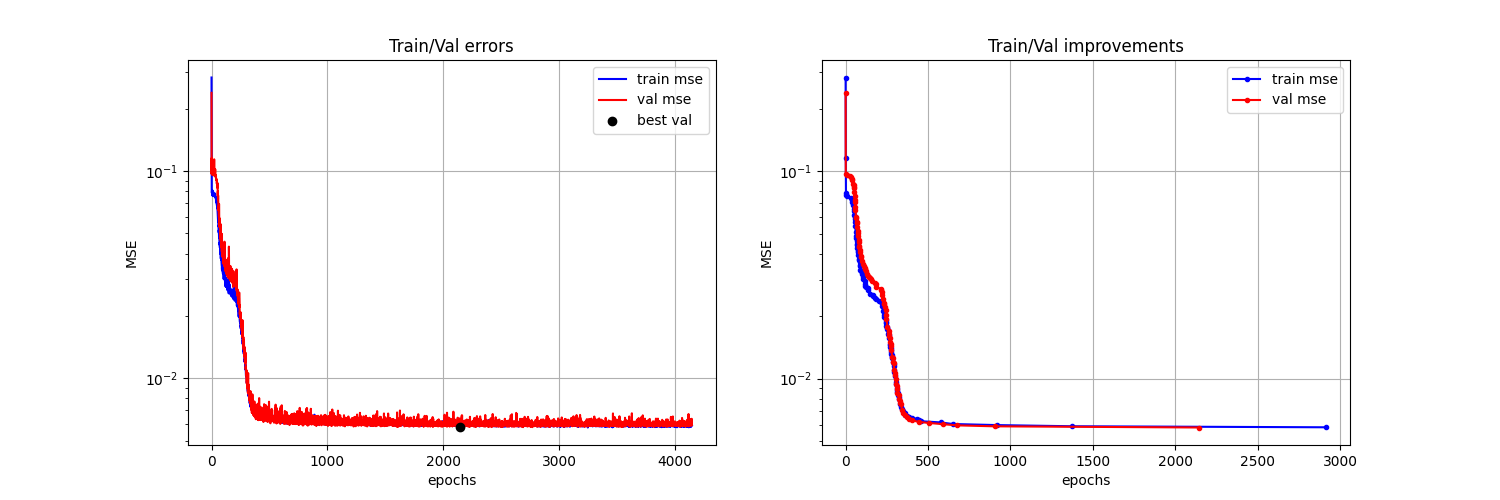 Train/Val errors
train mse
val mse
best val
MSE
10⁻¹
10⁻²
0
1000
2000
3000
4000
epochs
Train/Val improvements
train mse
val mse
MSE
10⁻¹
10⁻²
0
500
1000
1500
2000
2500
3000
epochs